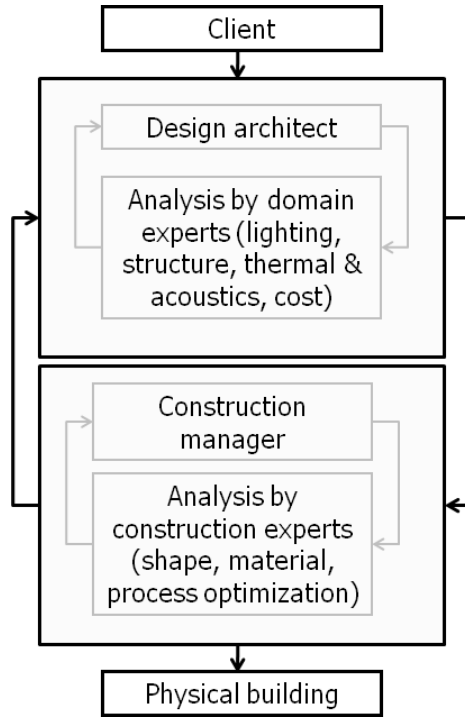 Client
Design architect
Analysis by domain
experts (lighting,
structure, thermal &
acoustics, cost)
Construction
manager
Analysis by
construction experts
(shape, material,
process optimization)
Physical building